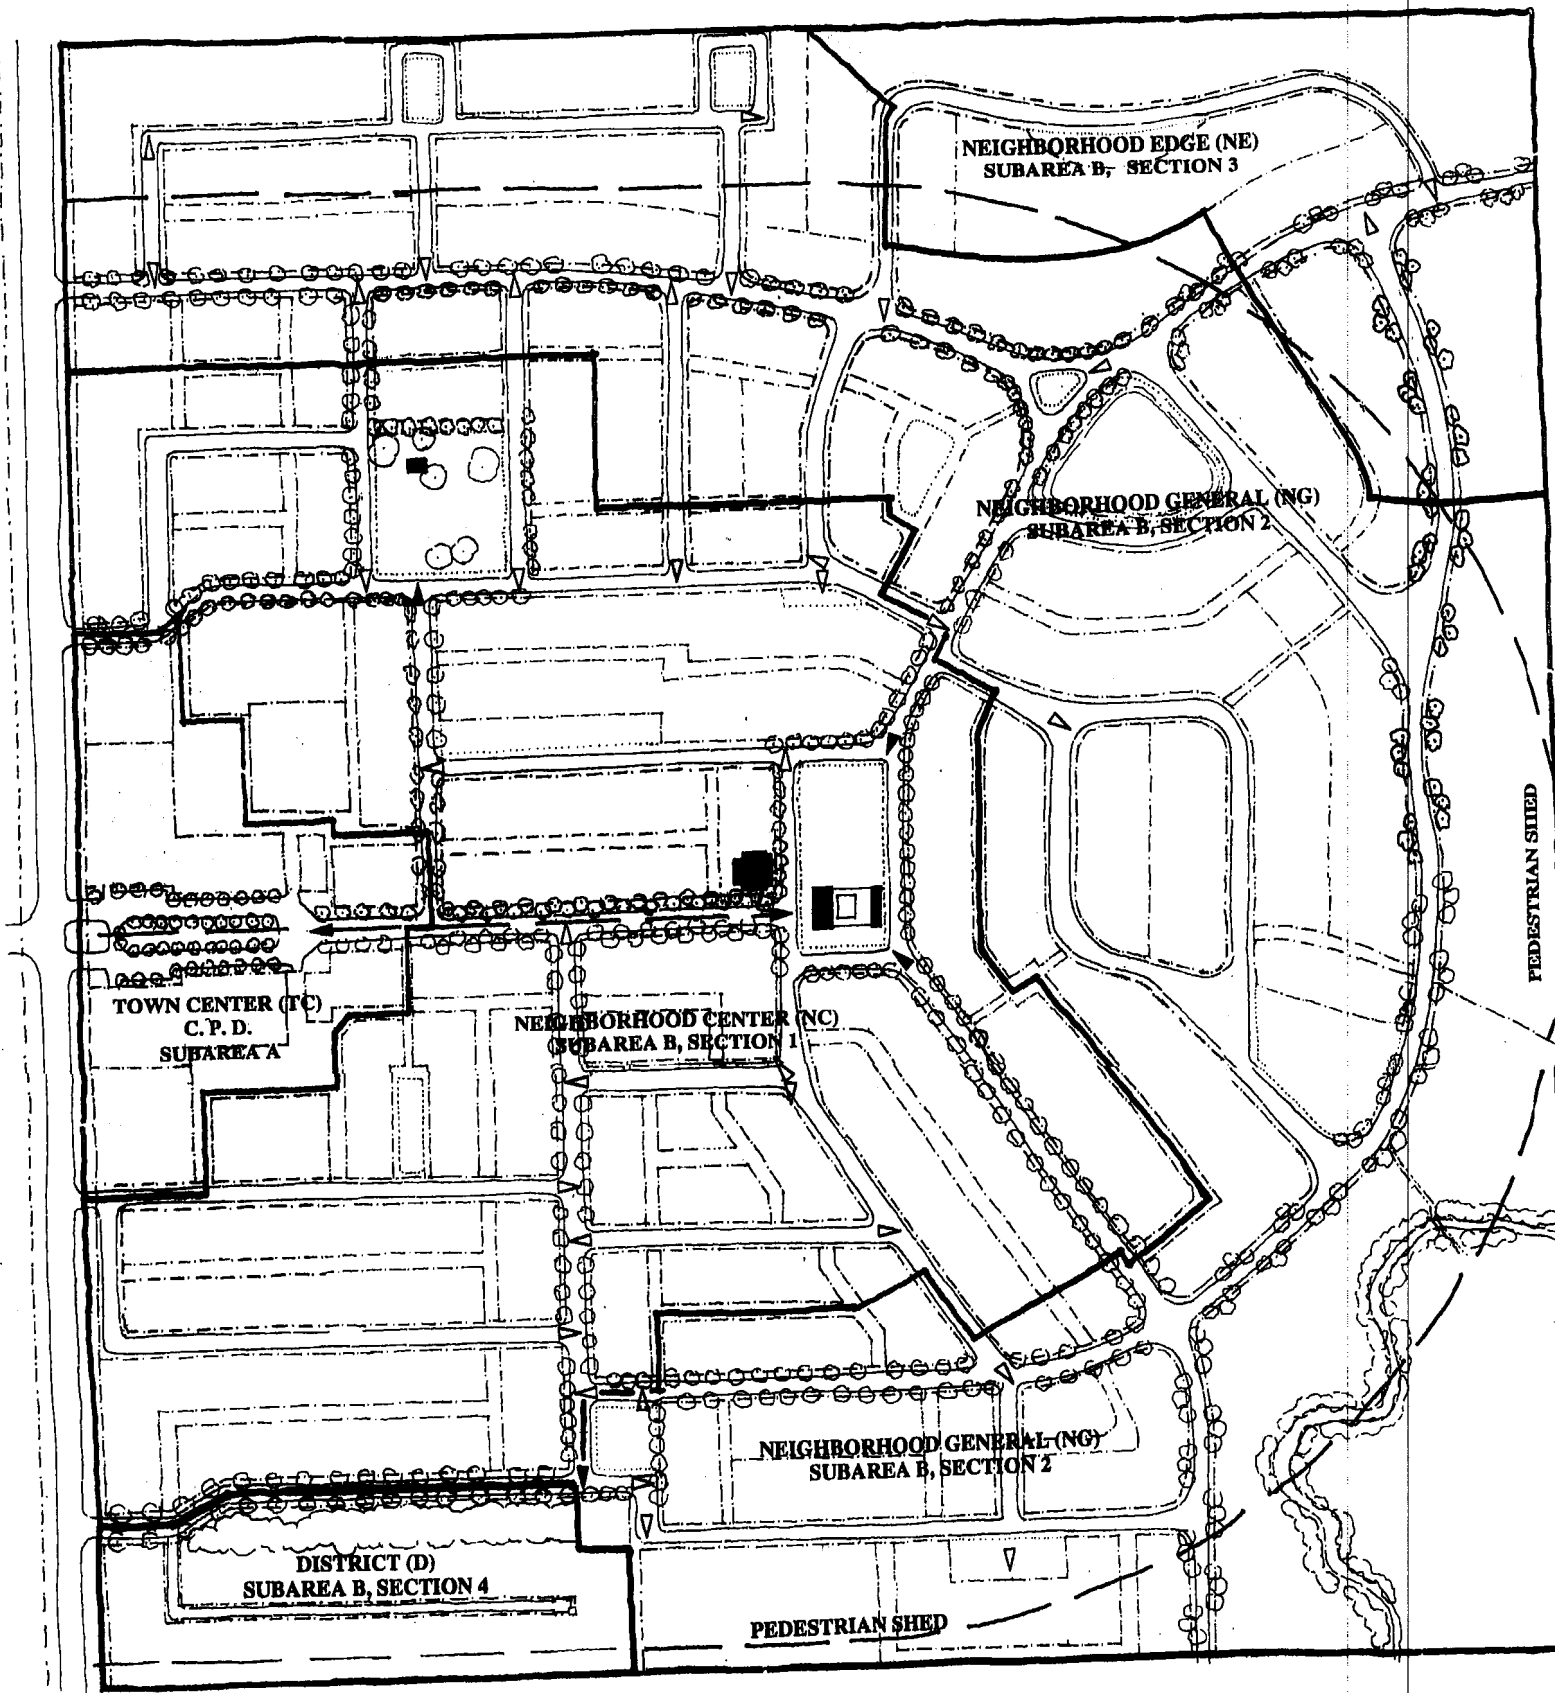 NEIGHBORHOOD EDGE (NE)
SUBAREA B, SECTION 3
NEIGHBORHOOD GENERAL (NG)
SUBAREA B, SECTION 2
PEDESTRIAN SHED
TOWN CENTER (TC)
C. P. D.
SUBAREA A
NEIGHBORHOOD CENTER (NC)
SUBAREA B, SECTION 1
NEIGHBORHOOD GENERAL (NG)
SUBAREA B, SECTION 2
DISTRICT (D)
SUBAREA B, SECTION 4
PEDESTRIAN SHED